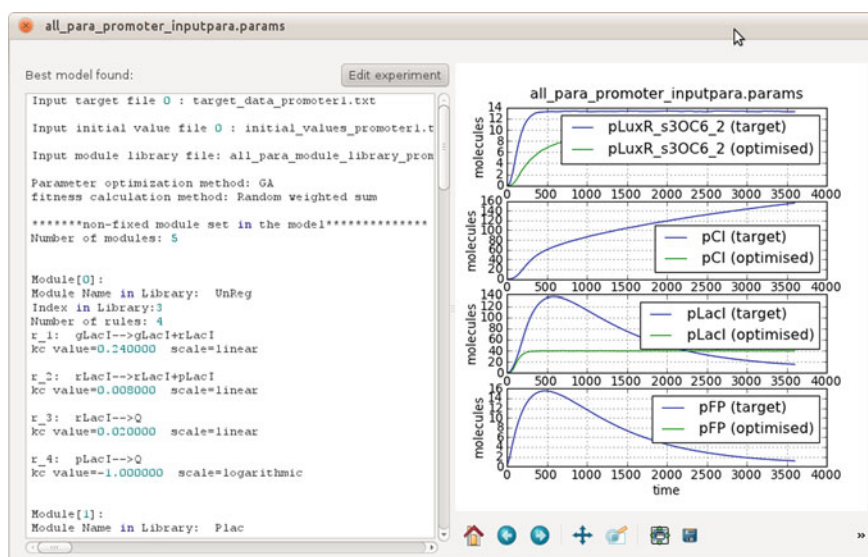 all_para_promoter_inputpara.params
Best model found:
Edit experiment
Input target file 0 : target_data_promoter1.txt
Input initial value file 0 : initial_values_promoter1.t
Input module library file: all_para_module_library_prom
Parameter optimization method: GA
fitness calculation method: Random weighted sum
*******non-fixed module set in the model**************
Number of modules: 5
Module[0]:
Module Name in Library: UnReg
Index in Library:3
Number of rules: 4
r_1: gLacI-->gLacI+rLacI
kc value=0.240000 scale=linear
r_2: rLacI-->rLacI+pLacI
kc value=0.008000 scale=linear
r_3: rLacI-->Q
kc value=0.020000 scale=linear
r_4: pLacI-->Q
kc value=-1.000000 scale=logarithmic
Module[1]:
Module Name in Library: Plac
all_para_promoter_inputpara.params
molecules
14
12
10
8
6
4
2
0
pLuxR_s3OC6_2 (target)
pLuxR_s3OC6_2 (optimised)
0 500 1000 1500 2000 2500 3000 3500 4000
molecules
160
140
120
100
80
60
40
20
0
pCI (target)
pCI (optimised)
0 500 1000 1500 2000 2500 3000 3500 4000
molecules
140
120
100
80
60
40
20
0
pLacI (target)
pLacI (optimised)
0 500 1000 1500 2000 2500 3000 3500 4000
molecules
16
14
12
10
8
6
4
2
0
pFP (target)
pFP (optimised)
0 500 1000 1500 2000 2500 3000 3500 4000
time